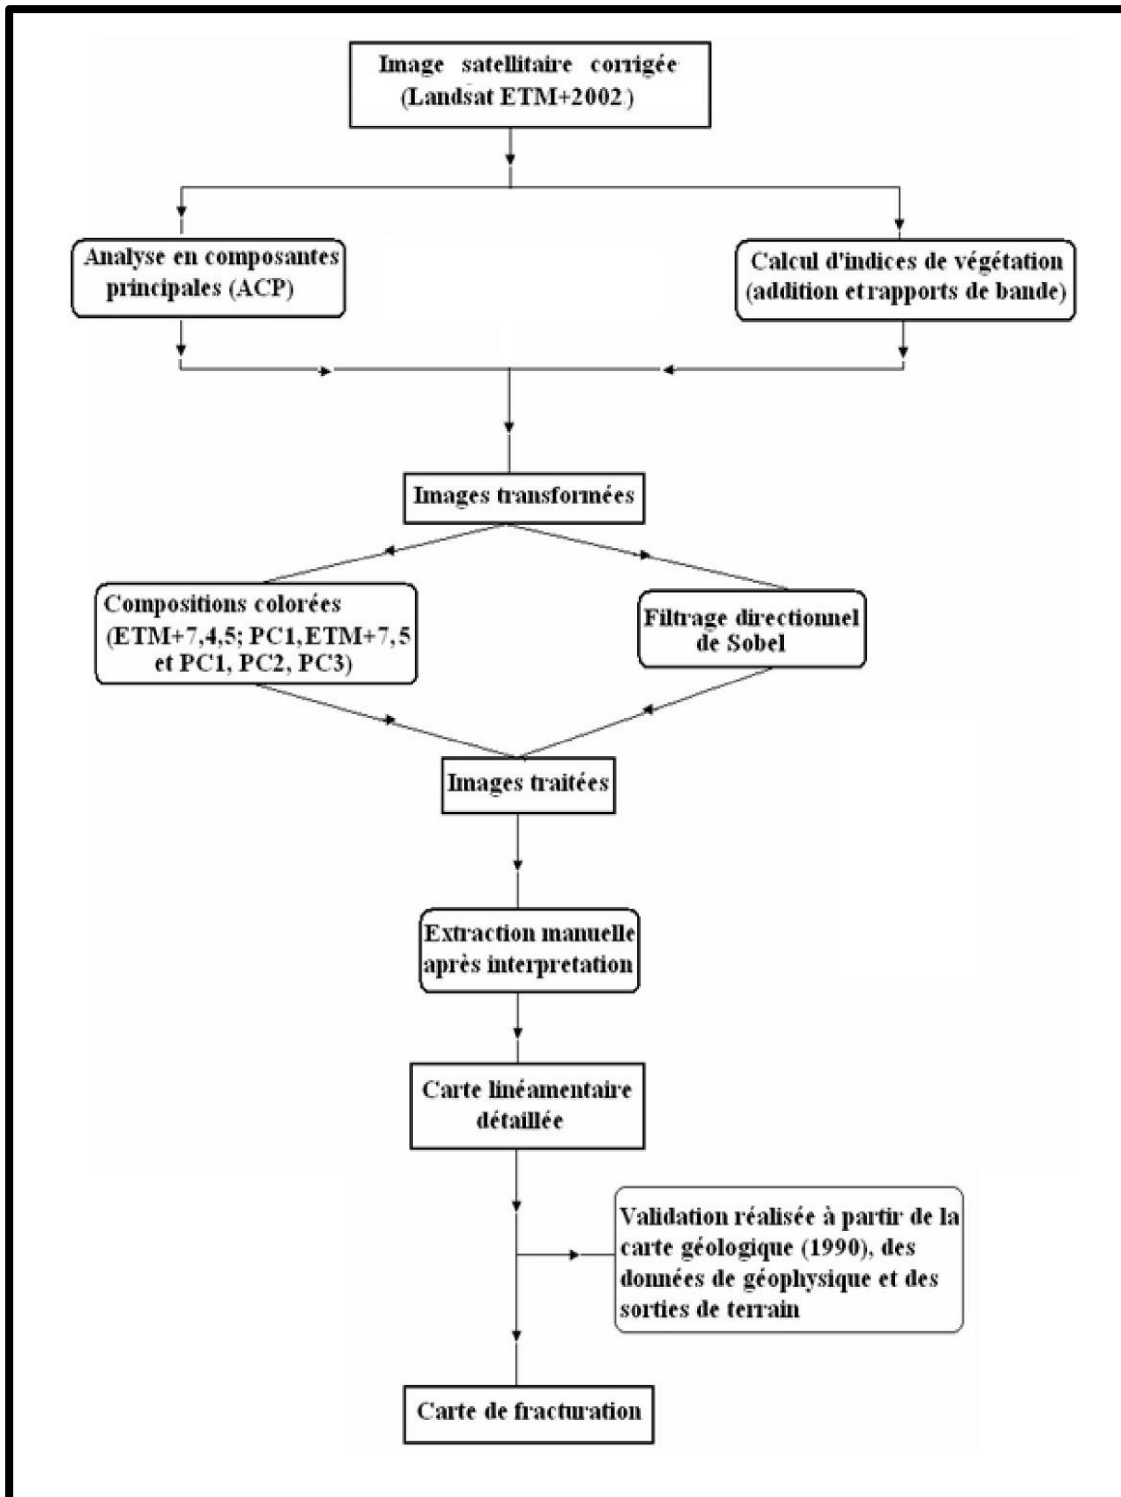 Image satellitaire corrigée
(Landsat ETM+2002)
Analyse en composantes
principales (ACP)
Calcul d'indices de végétation
(addition et rapports de bande)
Images transformées
Compositions colorées
(ETM+7,4,5; PC1, ETM+7,5
et PC1, PC2, PC3)
Filtrage directionnel
de Sobel
Images traitées
Extraction manuelle
après interpretation
Carte linéamentaire
détaillée
Validation réalisée à partir de la
carte géologique (1990), des
données de géophysique et des
sorties de terrain
Carte de fracturation